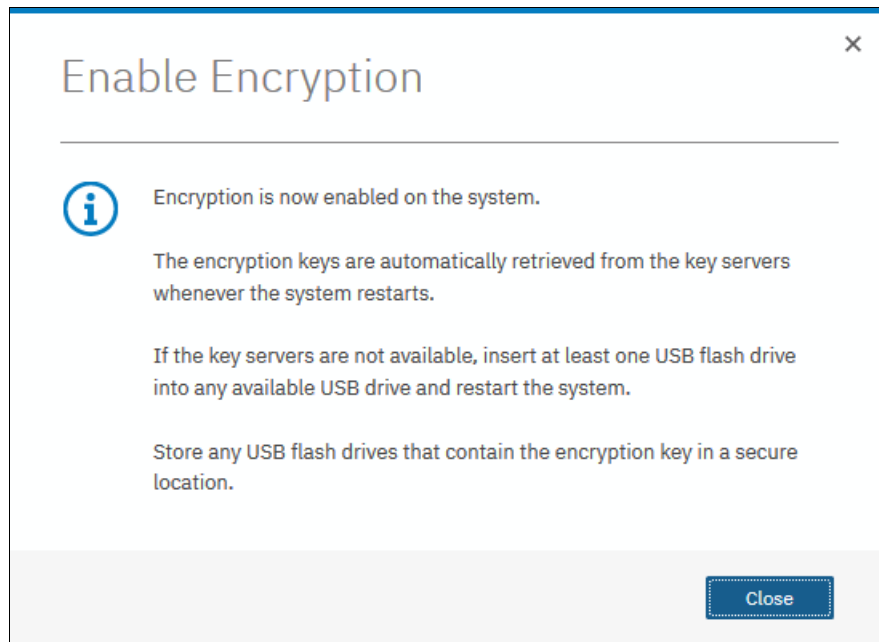 Enable Encryption
Encryption is now enabled on the system.
The encryption keys are automatically retrieved from the key servers
whenever the system restarts.
If the key servers are not available, insert at least one USB flash drive
into any available USB drive and restart the system.
Store any USB flash drives that contain the encryption key in a secure
location.
Close